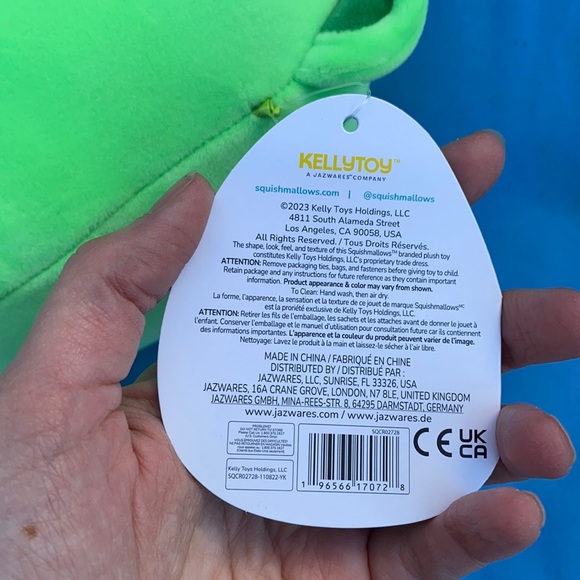 KELLYTOY™
A JAZWARES® COMPANY
squishmallows.com | @squishmallows
©2023 Kelly Toys Holdings, LLC
4811 South Alameda Street
Los Angeles, CA 90058, USA
All Rights Reserved. / Tous Droits Réservés.
The shape, look, feel, and texture of this Squishmallows™ branded plush toy
constitutes Kelly Toys Holdings, LLC's proprietary trade dress.
ATTENTION: Remove packaging ties, bags, and fasteners before giving toy to child.
Retain package and any instructions for future reference as they contain important
information. Product appearance & color may vary from shown.
To Clean: Hand wash, then air dry.
La forme, l'apparence, la sensation et la texture de ce jouet de marque Squishmallowsᴹᶜ
est la propriété exclusive de Kelly Toys Holdings, LLC.
ATTENTION: Retirer les fils de l'emballage, les sachets et les attaches avant de donner le jouet à
l'enfant. Conserver l'emballage et le manuel d'utilisation pour consultation future car ils contiennent
des informations importantes. L'apparence et la couleur du produit peuvent varier de l'image.
Nettoyage: Lavez le produit à la main et laissez-le sécher à l'air libre.
MADE IN CHINA / FABRIQUÉ EN CHINE
DISTRIBUTED BY / DISTRIBUÉ PAR :
JAZWARES, LLC, SUNRISE, FL 33326, USA
JAZWARES, 16A CRANE GROVE, LONDON, N7 8LE, UNITED KINGDOM
JAZWARES GMBH, MINA-REES-STR. 8, 64295 DARMSTADT, GERMANY
www.jazwares.com / www.jazwares.de
PROBLEMS?
DO NOT RETURN TO STORE
Kelly Toys Holdings, LLC
SQCR02728-110822-YK
SQCR02728
1 96566 17072 8
CE UK
CA